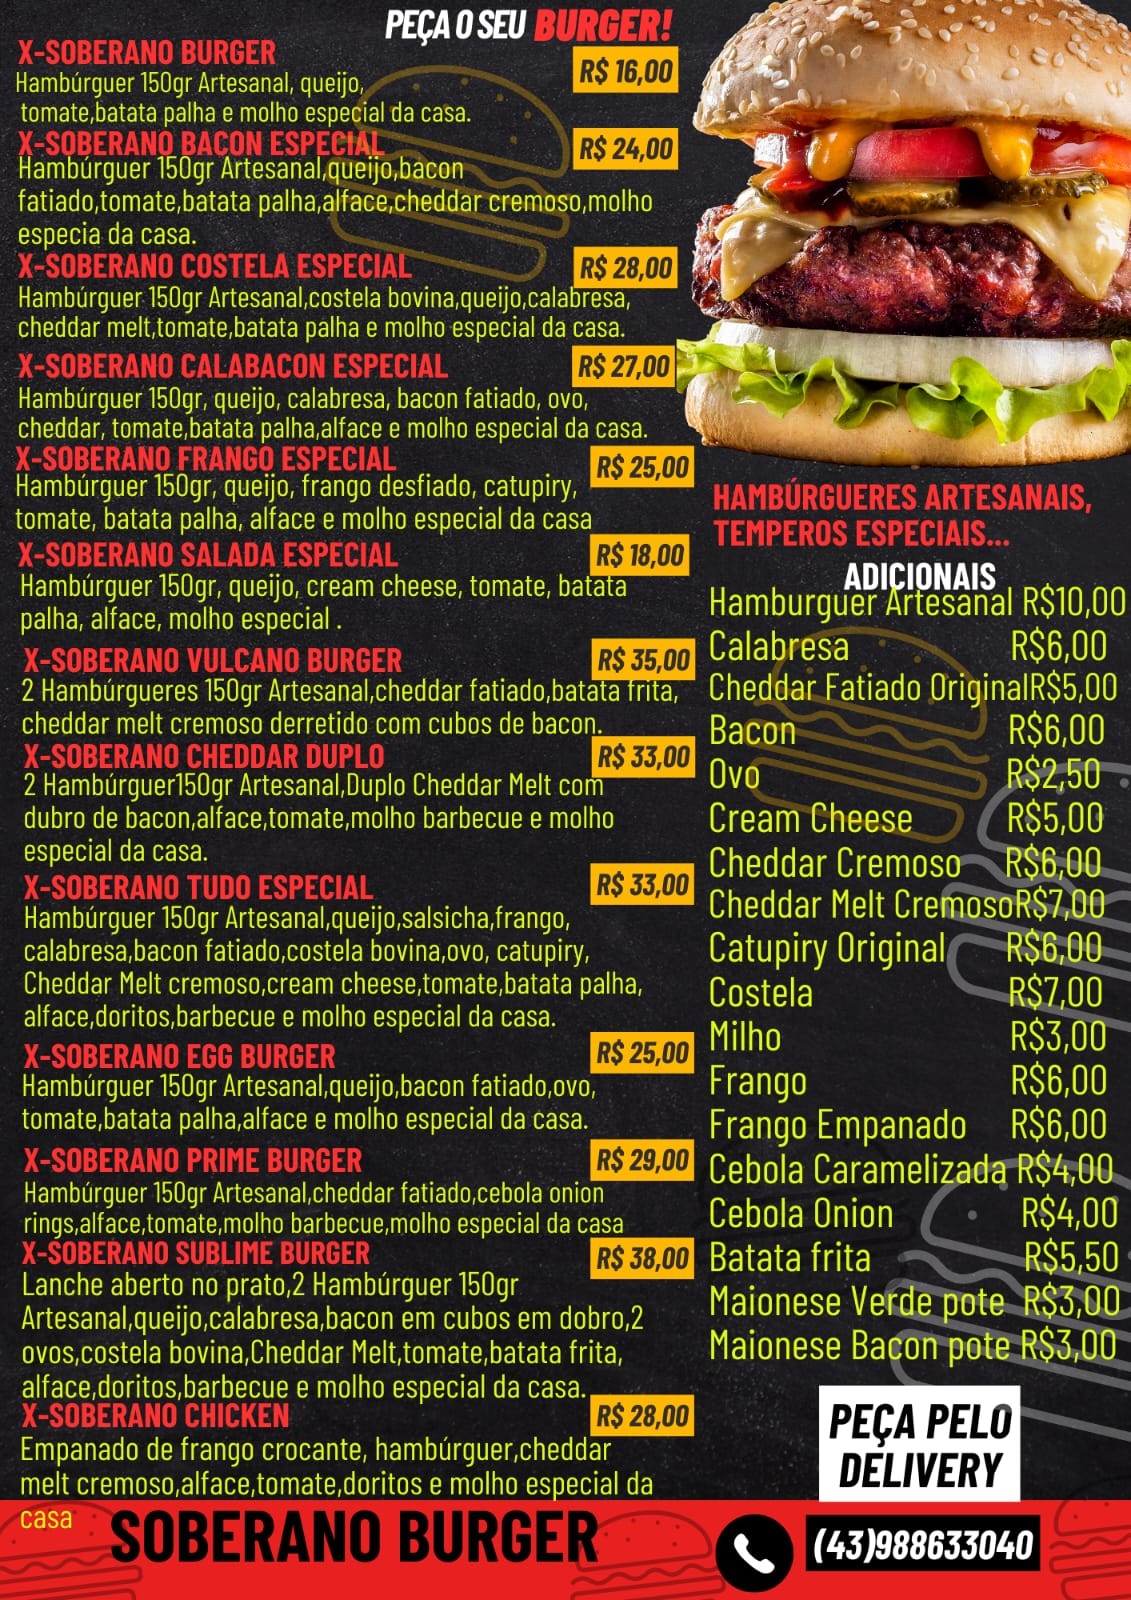 PEÇA O SEU BURGER!
X-SOBERANO BURGER
R$ 16,00
Hambúrguer 150gr Artesanal, queijo,
tomate,batata palha e molho especial da casa.
X-SOBERANO BACON ESPECIAL
R$ 24,00
Hambúrguer 150gr Artesanal,queijo,bacon
fatiado,tomate,batata palha,alface,cheddar cremoso,molho
especia da casa.
X-SOBERANO COSTELA ESPECIAL
R$ 28,00
Hambúrguer 150gr Artesanal,costela bovina,queijo,calabresa,
cheddar melt,tomate,batata palha e molho especial da casa.
X-SOBERANO CALABACON ESPECIAL
R$ 27,00
Hambúrguer 150gr, queijo, calabresa, bacon fatiado, ovo,
cheddar, tomate,batata palha,alface e molho especial da casa.
X-SOBERANO FRANGO ESPECIAL
R$ 25,00
Hambúrguer 150gr, queijo, frango desfiado, catupiry,
tomate, batata palha, alface e molho especial da casa
X-SOBERANO SALADA ESPECIAL
R$ 18,00
Hambúrguer 150gr, queijo, cream cheese, tomate, batata
palha, alface, molho especial .
X-SOBERANO VULCANO BURGER
R$ 35,00
2 Hambúrgueres 150gr Artesanal,cheddar fatiado,batata frita,
cheddar melt cremoso derretido com cubos de bacon.
X-SOBERANO CHEDDAR DUPLO
R$ 33,00
2 Hambúrguer150gr Artesanal,Duplo Cheddar Melt com
dubro de bacon,alface,tomate,molho barbecue e molho
especial da casa.
X-SOBERANO TUDO ESPECIAL
R$ 33,00
Hambúrguer 150gr Artesanal,queijo,salsicha,frango,
calabresa,bacon fatiado,costela bovina,ovo, catupiry,
Cheddar Melt cremoso,cream cheese,tomate,batata palha,
alface,doritos,barbecue e molho especial da casa.
X-SOBERANO EGG BURGER
R$ 25,00
Hambúrguer 150gr Artesanal,queijo,bacon fatiado,ovo,
tomate,batata palha,alface e molho especial da casa.
X-SOBERANO PRIME BURGER
R$ 29,00
Hambúrguer 150gr Artesanal,cheddar fatiado,cebola onion
rings,alface,tomate,molho barbecue,molho especial da casa
X-SOBERANO SUBLIME BURGER
R$ 38,00
Lanche aberto no prato,2 Hambúrguer 150gr
Artesanal,queijo,calabresa,bacon em cubos em dobro,2
ovos,costela bovina,Cheddar Melt,tomate,batata frita,
alface,doritos,barbecue e molho especial da casa.
X-SOBERANO CHICKEN
R$ 28,00
Empanado de frango crocante, hambúrguer,cheddar
melt cremoso,alface,tomate,doritos e molho especial da
casa
HAMBÚRGUERES ARTESANAIS,
TEMPEROS ESPECIAIS...
ADICIONAIS
Hamburguer Artesanal R$10,00
Calabresa R$6,00
Cheddar Fatiado OriginalR$5,00
Bacon R$6,00
Ovo R$2,50
Cream Cheese R$5,00
Cheddar Cremoso R$6,00
Cheddar Melt CremosoR$7,00
Catupiry Original R$6,00
Costela R$7,00
Milho R$3,00
Frango R$6,00
Frango Empanado R$6,00
Cebola Caramelizada R$4,00
Cebola Onion R$4,00
Batata frita R$5,50
Maionese Verde pote R$3,00
Maionese Bacon pote R$3,00
PEÇA PELO
DELIVERY
SOBERANO BURGER
(43)988633040